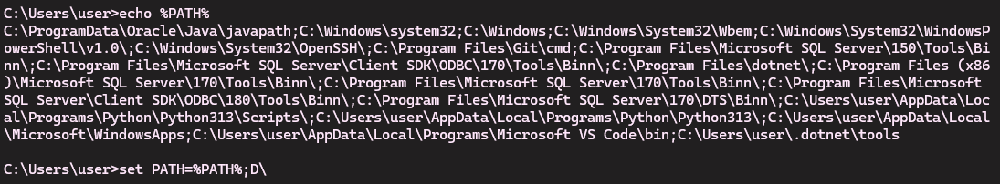 C:\Users\user>echo %PATH%
C:\ProgramData\Oracle\Java\javapath;C:\Windows\system32;C:\Windows;C:\Windows\System32\Wbem;C:\Windows\System32\WindowsP
owerShell\v1.0\;C:\Windows\System32\OpenSSH\;C:\Program Files\Git\cmd;C:\Program Files\Microsoft SQL Server\150\Tools\Bi
nn\;C:\Program Files\Microsoft SQL Server\Client SDK\ODBC\170\Tools\Binn\;C:\Program Files\dotnet\;C:\Program Files (x86
)\Microsoft SQL Server\170\Tools\Binn\;C:\Program Files\Microsoft SQL Server\170\Tools\Binn\;C:\Program Files\Microsoft
SQL Server\Client SDK\ODBC\180\Tools\Binn\;C:\Program Files\Microsoft SQL Server\170\DTS\Binn\;C:\Users\user\AppData\Loc
al\Programs\Python\Python313\Scripts\;C:\Users\user\AppData\Local\Programs\Python\Python313\;C:\Users\user\AppData\Local
\Microsoft\WindowsApps;C:\Users\user\AppData\Local\Programs\Microsoft VS Code\bin;C:\Users\user\.dotnet\tools
C:\Users\user>set PATH=%PATH%;D\